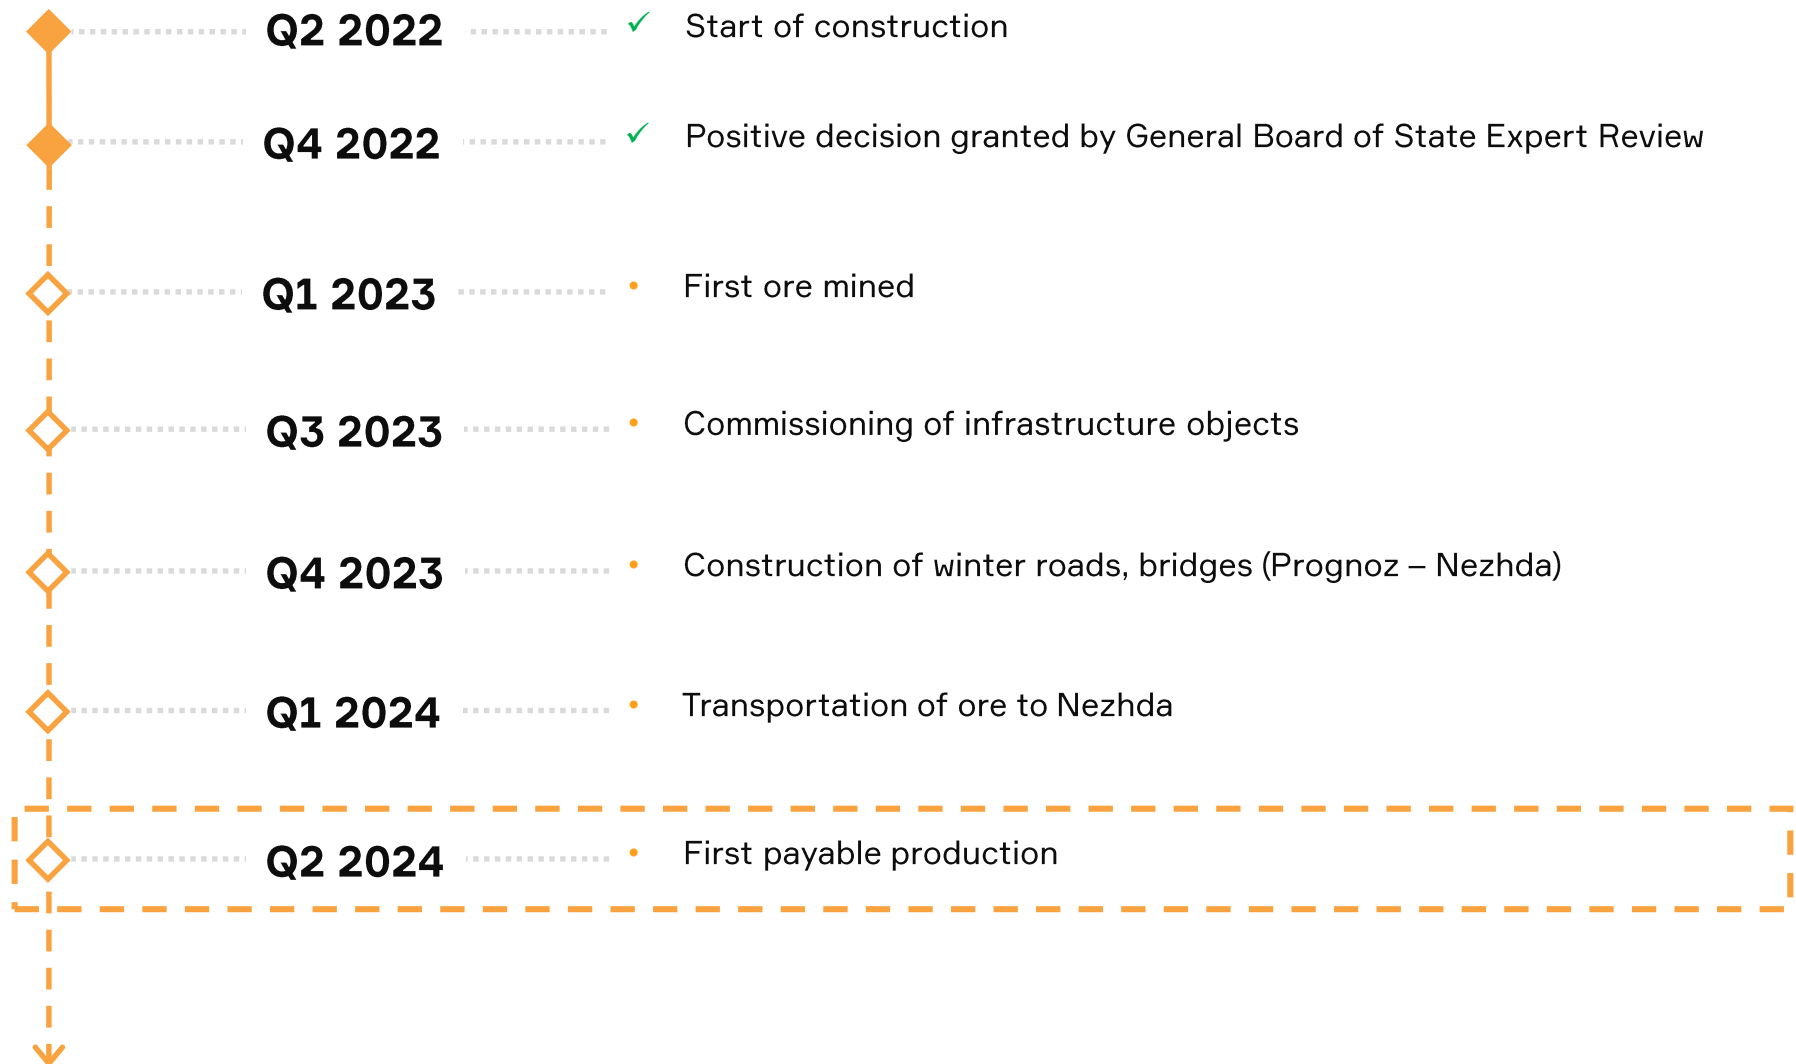 Q2 2022 ✓ Start of construction
Q4 2022 ✓ Positive decision granted by General Board of State Expert Review
Q1 2023 • First ore mined
Q3 2023 • Commissioning of infrastructure objects
Q4 2023 • Construction of winter roads, bridges (Prognoz – Nezhda)
Q1 2024 • Transportation of ore to Nezhda
Q2 2024 • First payable production